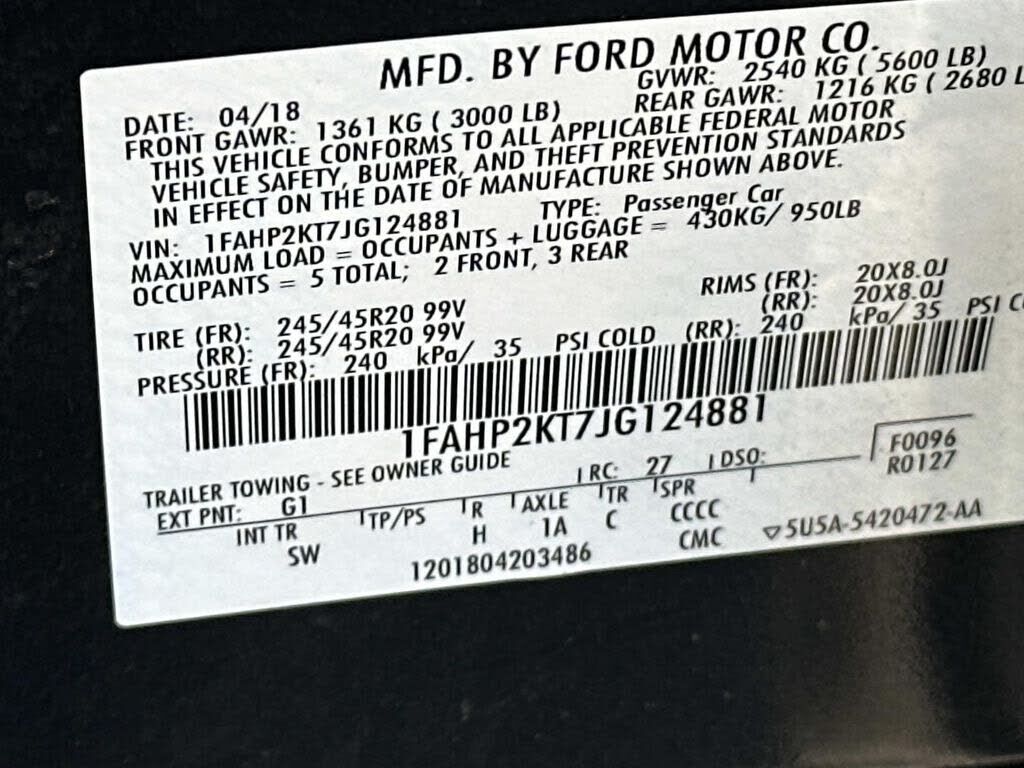 MFD. BY FORD MOTOR CO.
DATE: 04/18 GVWR: 2540 KG ( 5600 LB)
FRONT GAWR: 1361 KG ( 3000 LB) REAR GAWR: 1216 KG ( 2680 L
THIS VEHICLE CONFORMS TO ALL APPLICABLE FEDERAL MOTOR
VEHICLE SAFETY, BUMPER, AND THEFT PREVENTION STANDARDS
IN EFFECT ON THE DATE OF MANUFACTURE SHOWN ABOVE.
VIN: 1FAHP2KT7JG124881 TYPE: Passenger Car
MAXIMUM LOAD = OCCUPANTS + LUGGAGE = 430KG/ 950LB
OCCUPANTS = 5 TOTAL; 2 FRONT, 3 REAR
TIRE (FR): 245/45R20 99V RIMS (FR): 20X8.0J
(RR): 245/45R20 99V (RR): 20X8.0J
PRESSURE (FR): 240 kPa/ 35 PSI COLD (RR): 240 kPa/ 35 PSI C
1FAHP2KT7JG124881
TRAILER TOWING - SEE OWNER GUIDE
EXT PNT: G1 RC: 27 DSO: F0096
R0127
INT TR TP/PS R AXLE TR SPR
SW H 1A C CCCC
CMC
1201804203486 ▽5U5A-5420472-AA